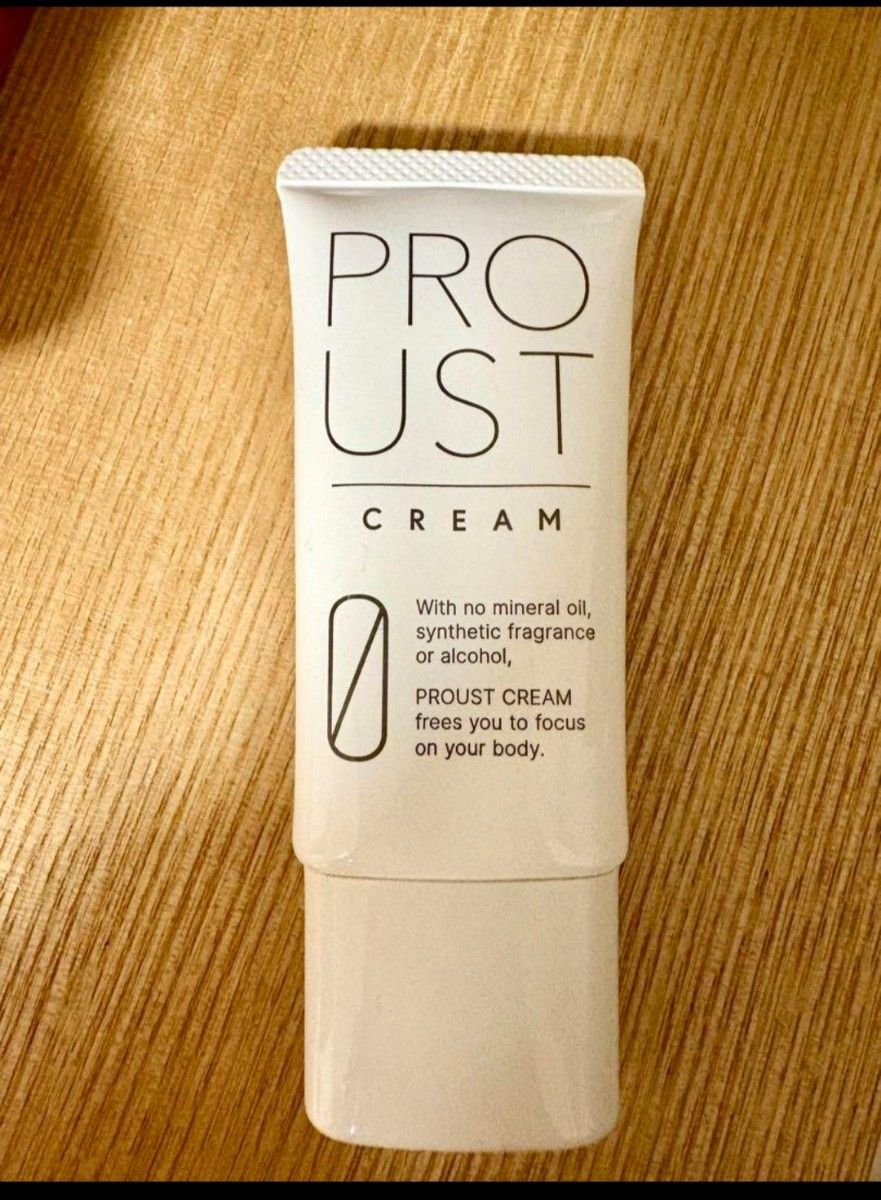 PRO
UST
CREAM
0
With no mineral oil,
synthetic fragrance
or alcohol,
PROUST CREAM
frees you to focus
on your body.